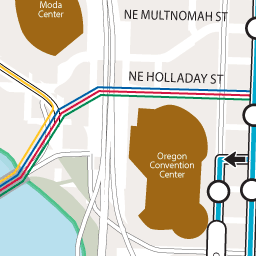 Moda
Center
NE MULTNOMAH ST
NE HOLLADAY ST
Oregon
Convention
Center